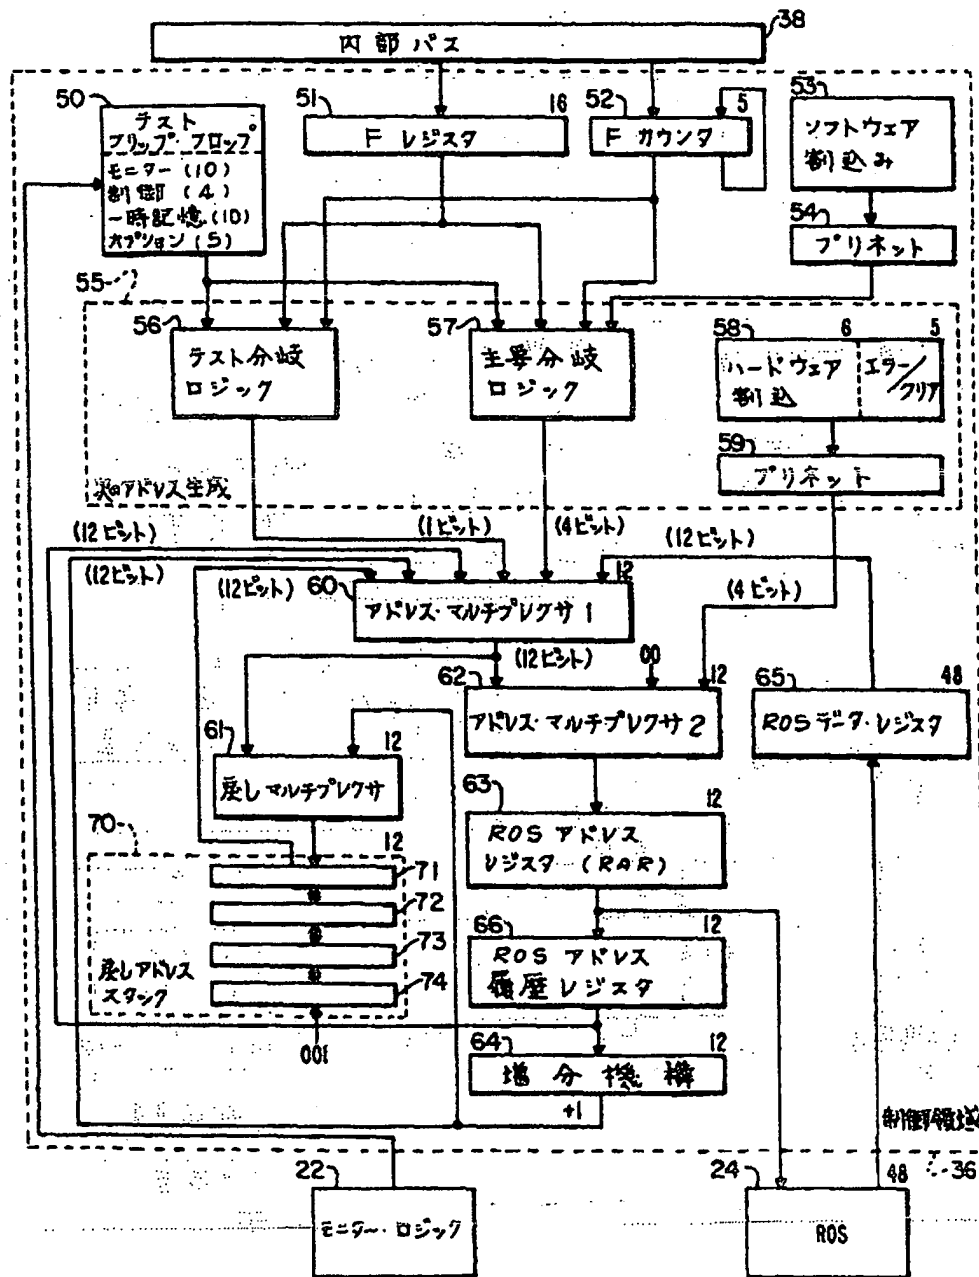 38
内部バス
50
テスト
フリップ・フロップ
モニター (10)
制御 (4)
一時記憶 (10)
オプション (5)
51
16
F レジスタ
52
5
F カウンタ
53
ソフトウェア
割込み
54
プリネット
55
56
テスト分岐
ロジック
57
主要分岐
ロジック
58
6
5
ハードウェア
割込
エラー/
クリア
59
プリネット
アドレス生成
(12ビット)
(12ビット)
(12ビット)
(1ビット)
(4ビット)
(12ビット)
(4ビット)
60
12
アドレス・マルチプレクサ 1
(12ビット)
00
62
12
アドレス・マルチプレクサ 2
65
48
ROSデータ・レジスタ
61
12
戻しマルチプレクサ
63
12
ROS アドレス
レジスタ (RAR)
70
12
71
72
73
74
戻しアドレス
スタック
001
66
12
ROS アドレス
履歴レジスタ
64
12
増分機構
+1
制御領域
36
22
モニター・ロジック
24
48
ROS